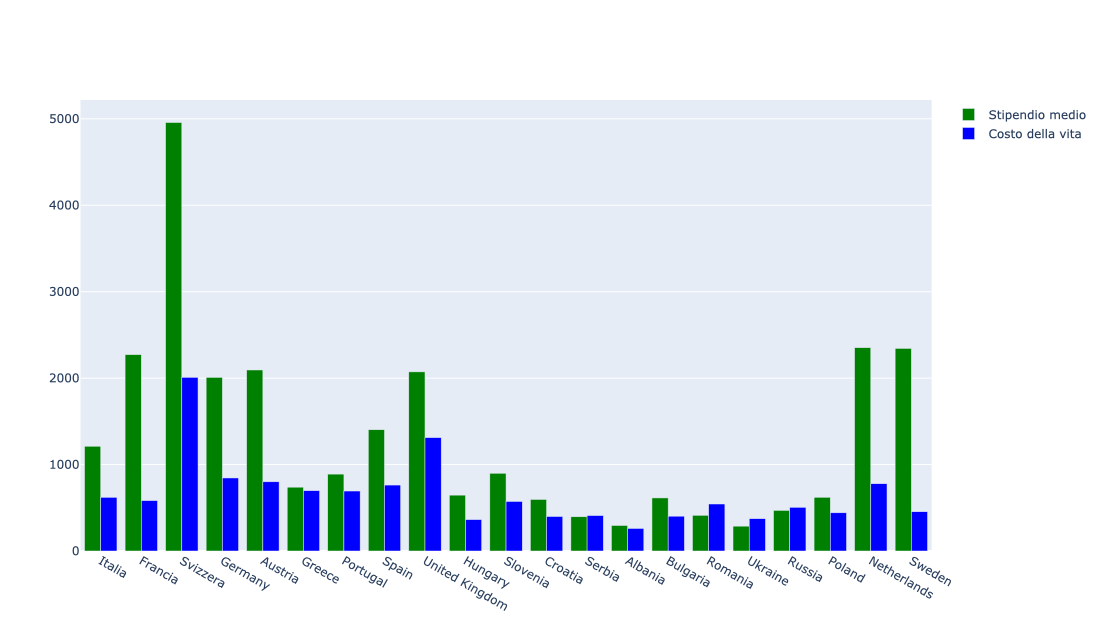 Stipendio medio
Costo della vita
5000
4000
3000
2000
1000
0
Italia
Francia
Svizzera
Germany
Austria
Greece
Portugal
Spain
United Kingdom
Hungary
Slovenia
Croatia
Serbia
Albania
Bulgaria
Romania
Ukraine
Russia
Poland
Netherlands
Sweden